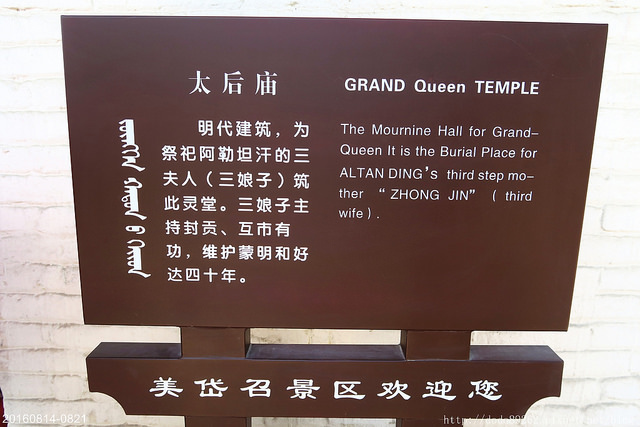 太后庙
明代建筑，为
祭祀阿勒坦汗的三
夫人（三娘子）筑
此灵堂。三娘子主
持封贡、互市有
功，维护蒙明和好
达四十年。
GRAND Queen TEMPLE
The Mournine Hall for Grand-
Queen It is the Burial Place for
ALTAN DING's third step mo-
ther “ ZHONG JIN” ( third
wife ) .
美岱召景区欢迎您
20160814-0821